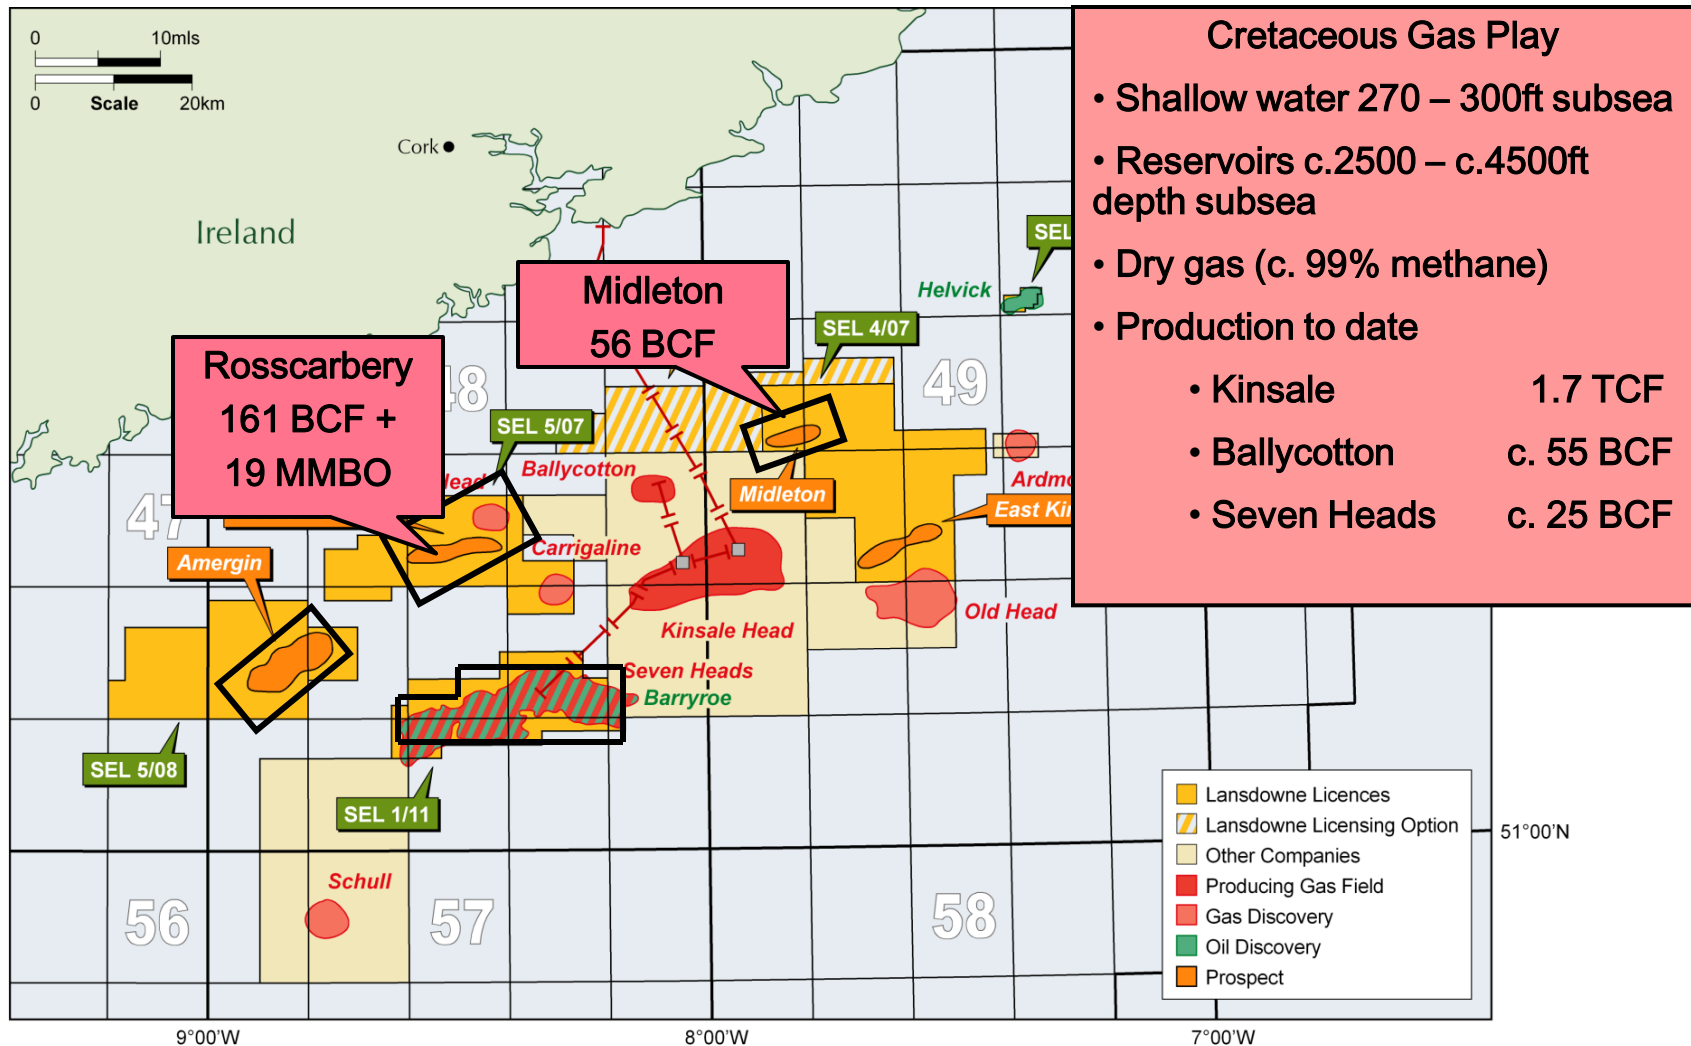 0 10mls
0 Scale 20km
Cork
Ireland
Cretaceous Gas Play
• Shallow water 270 – 300ft subsea
• Reservoirs c.2500 – c.4500ft
depth subsea
• Dry gas (c. 99% methane)
• Production to date
• Kinsale 1.7 TCF
• Ballycotton c. 55 BCF
• Seven Heads c. 25 BCF
SEL
Helvick
Midleton
56 BCF
SEL 4/07
Rosscarbery
161 BCF +
19 MMBO
48
49
SEL 5/07
Ballycotton
Head
Midleton
Ardmo
East Kin
47
Carrigaline
Amergin
Old Head
Kinsale Head
Seven Heads
Barryroe
SEL 5/08
SEL 1/11
Lansdowne Licences
Lansdowne Licensing Option
Other Companies
Producing Gas Field
Gas Discovery
Oil Discovery
Prospect
51°00'N
Schull
56
57
58
9°00'W
8°00'W
7°00'W